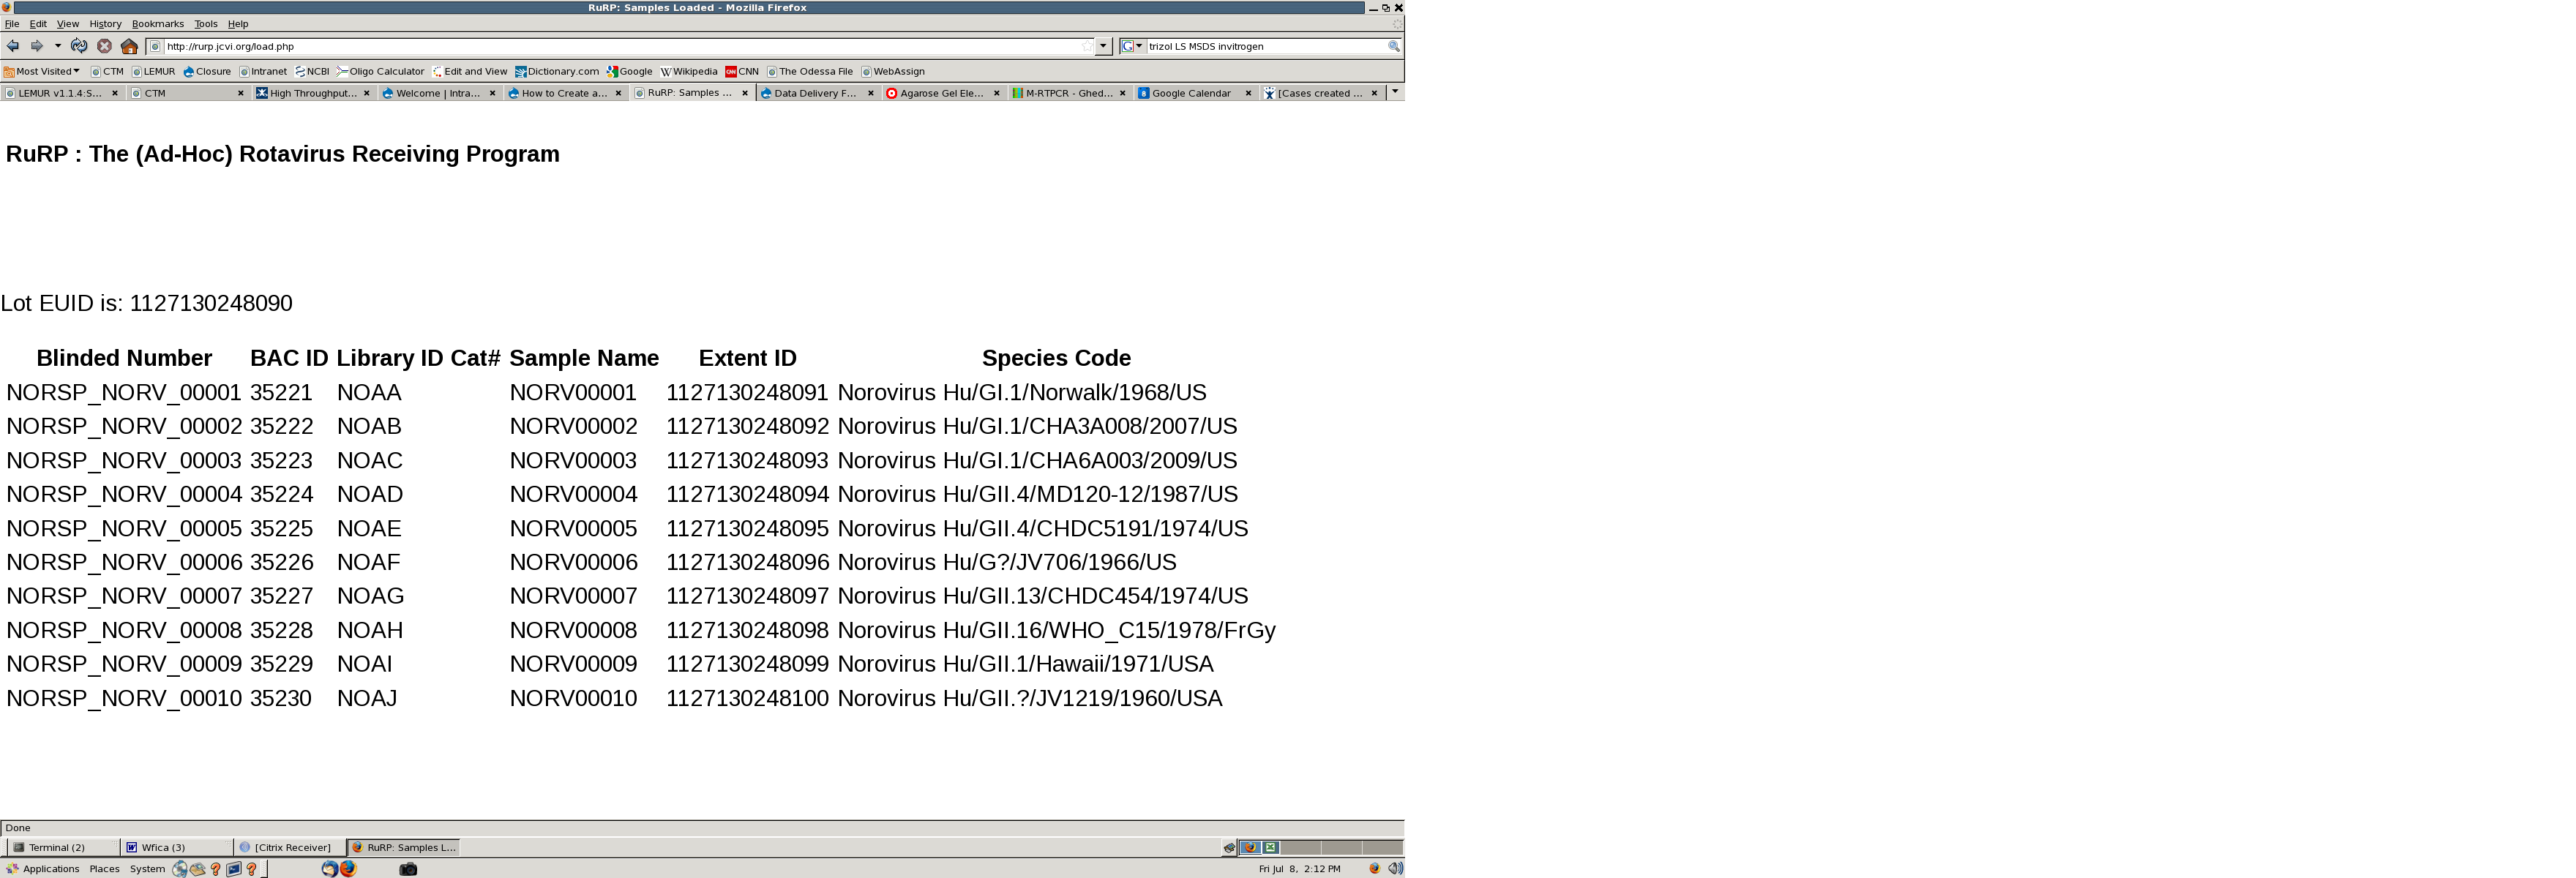 RuRP: Samples Loaded - Mozilla Firefox
File Edit View History Bookmarks Tools Help
http://rurp.jcvi.org/load.php trizol LS MSDS invitrogen
Most Visited CTM LEMUR Closure Intranet NCBI Oligo Calculator Edit and View Dictionary.com Google Wikipedia CNN The Odessa File WebAssign
LEMUR v1.1.4:S... CTM High Throughput... Welcome | Intra... How to Create a... RuRP: Samples ... Data Delivery F... Agarose Gel Ele... M-RTPCR - Ghed... Google Calendar [Cases created ...
RuRP : The (Ad-Hoc) Rotavirus Receiving Program
Lot EUID is: 1127130248090
Blinded Number BAC ID Library ID Cat# Sample Name Extent ID Species Code
NORSP_NORV_00001 35221 NOAA NORV00001 1127130248091 Norovirus Hu/GI.1/Norwalk/1968/US
NORSP_NORV_00002 35222 NOAB NORV00002 1127130248092 Norovirus Hu/GI.1/CHA3A008/2007/US
NORSP_NORV_00003 35223 NOAC NORV00003 1127130248093 Norovirus Hu/GI.1/CHA6A003/2009/US
NORSP_NORV_00004 35224 NOAD NORV00004 1127130248094 Norovirus Hu/GII.4/MD120-12/1987/US
NORSP_NORV_00005 35225 NOAE NORV00005 1127130248095 Norovirus Hu/GII.4/CHDC5191/1974/US
NORSP_NORV_00006 35226 NOAF NORV00006 1127130248096 Norovirus Hu/G?/JV706/1966/US
NORSP_NORV_00007 35227 NOAG NORV00007 1127130248097 Norovirus Hu/GII.13/CHDC454/1974/US
NORSP_NORV_00008 35228 NOAH NORV00008 1127130248098 Norovirus Hu/GII.16/WHO_C15/1978/FrGy
NORSP_NORV_00009 35229 NOAI NORV00009 1127130248099 Norovirus Hu/GII.1/Hawaii/1971/USA
NORSP_NORV_00010 35230 NOAJ NORV00010 1127130248100 Norovirus Hu/GII.?/JV1219/1960/USA
Done
Terminal (2) Wfica (3) [Citrix Receiver] RuRP: Samples L...
Applications Places System Fri Jul 8, 2:12 PM